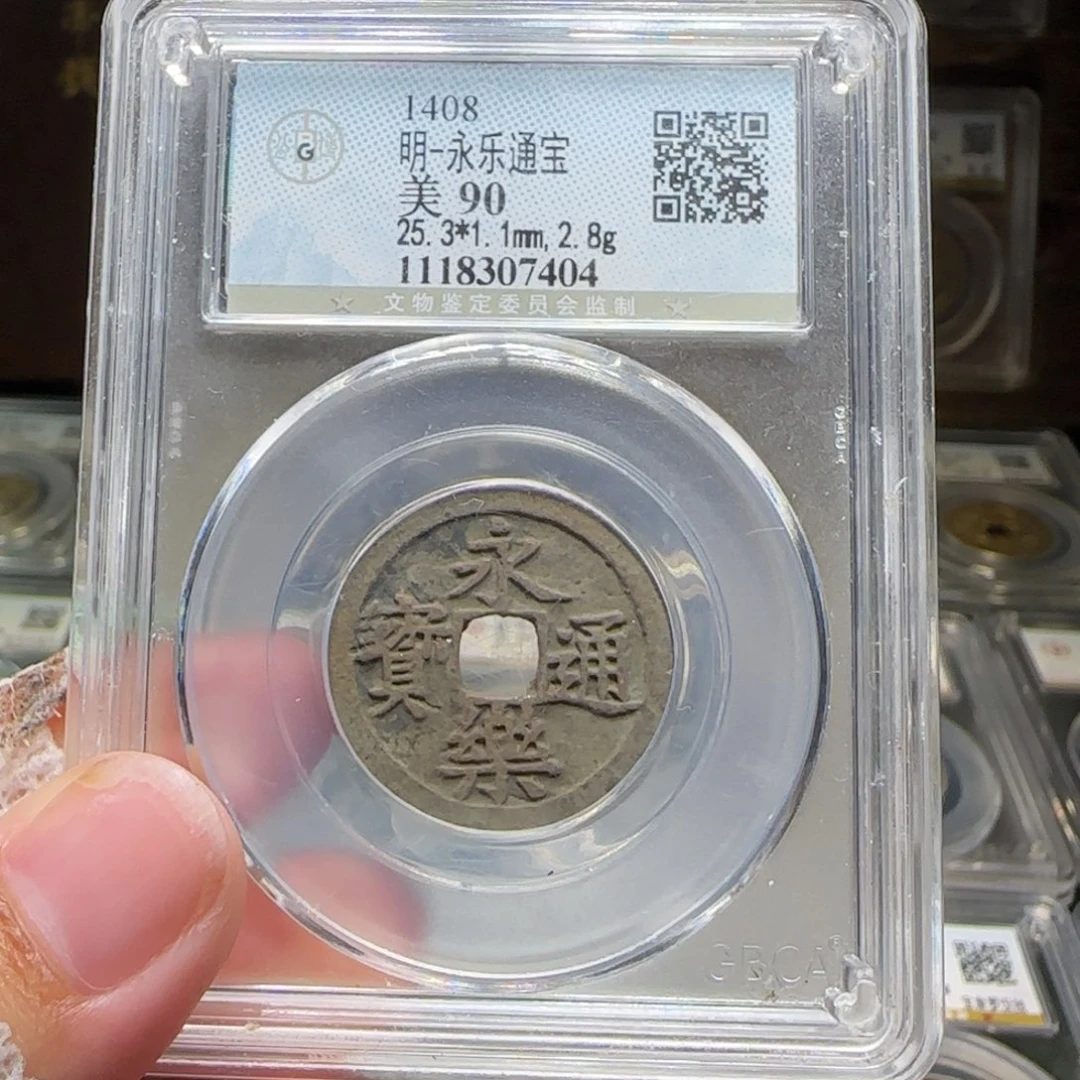 1408
明-永乐通宝
美 90
25.3*1.1mm, 2.8g
1118307404
文物鉴定委员会监制
永樂通寳
GBCA